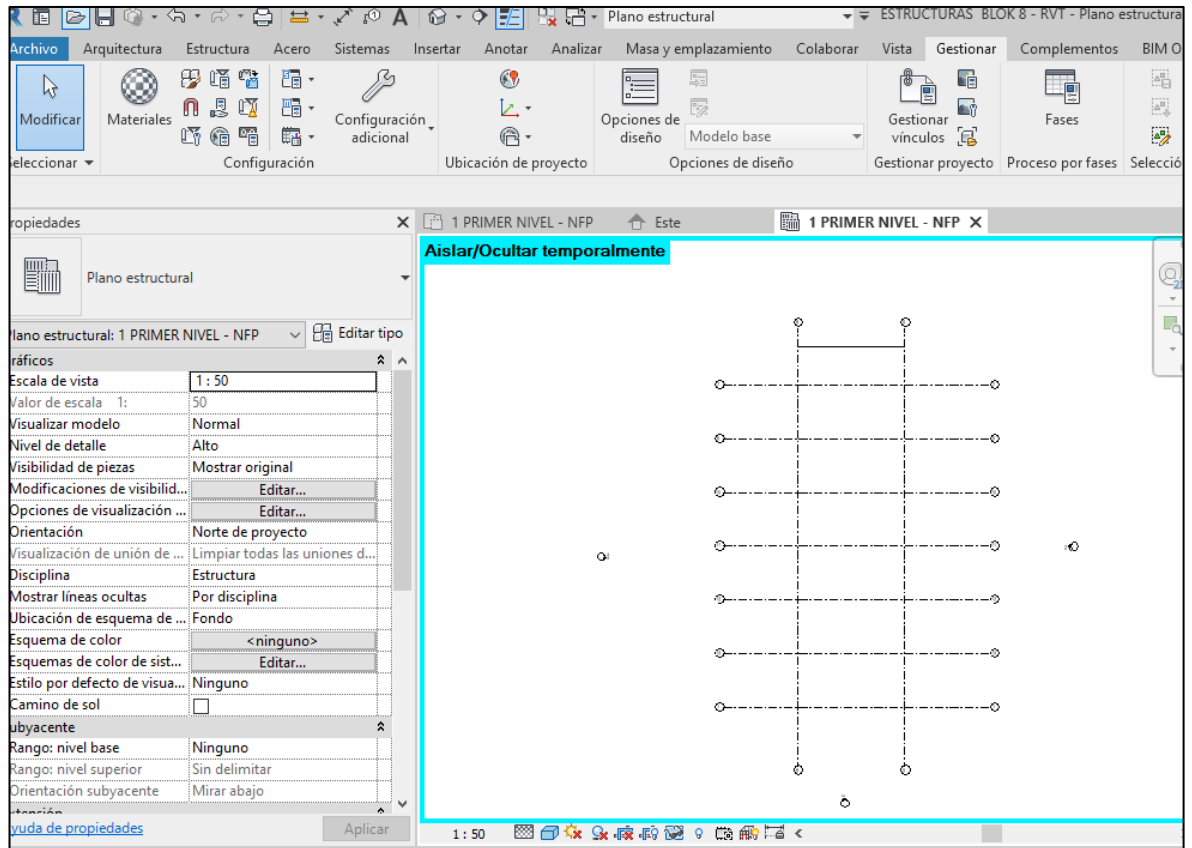 Plano estructural
ESTRUCTURAS BLOK 8 - RVT - Plano estructura
Archivo Arquitectura Estructura Acero Sistemas Insertar Anotar Analizar Masa y emplazamiento Colaborar Vista Gestionar Complementos BIM O
Modificar
Materiales
Configuración
adicional
Opciones de
diseño
Modelo base
Gestionar
vínculos
Fases
Seleccionar Configuración Ubicación de proyecto Opciones de diseño Gestionar proyecto Proceso por fases Selecció
ropiedades
1 PRIMER NIVEL - NFP Este 1 PRIMER NIVEL - NFP
Aislar/Ocultar temporalmente
Plano estructural
Plano estructural: 1 PRIMER NIVEL - NFP Editar tipo
ráficos
Escala de vista 1 : 50
Valor de escala 1: 50
Visualizar modelo Normal
Nivel de detalle Alto
Visibilidad de piezas Mostrar original
Modificaciones de visibilid... Editar...
Opciones de visualización ... Editar...
Orientación Norte de proyecto
Visualización de unión de ... Limpiar todas las uniones d...
Disciplina Estructura
Mostrar líneas ocultas Por disciplina
Ubicación de esquema de ... Fondo
Esquema de color <ninguno>
Esquemas de color de sist... Editar...
Estilo por defecto de visua... Ninguno
Camino de sol
ubyacente
Rango: nivel base Ninguno
Rango: nivel superior Sin delimitar
Orientación subyacente Mirar abajo
xtensión
yuda de propiedades Aplicar
1 : 50